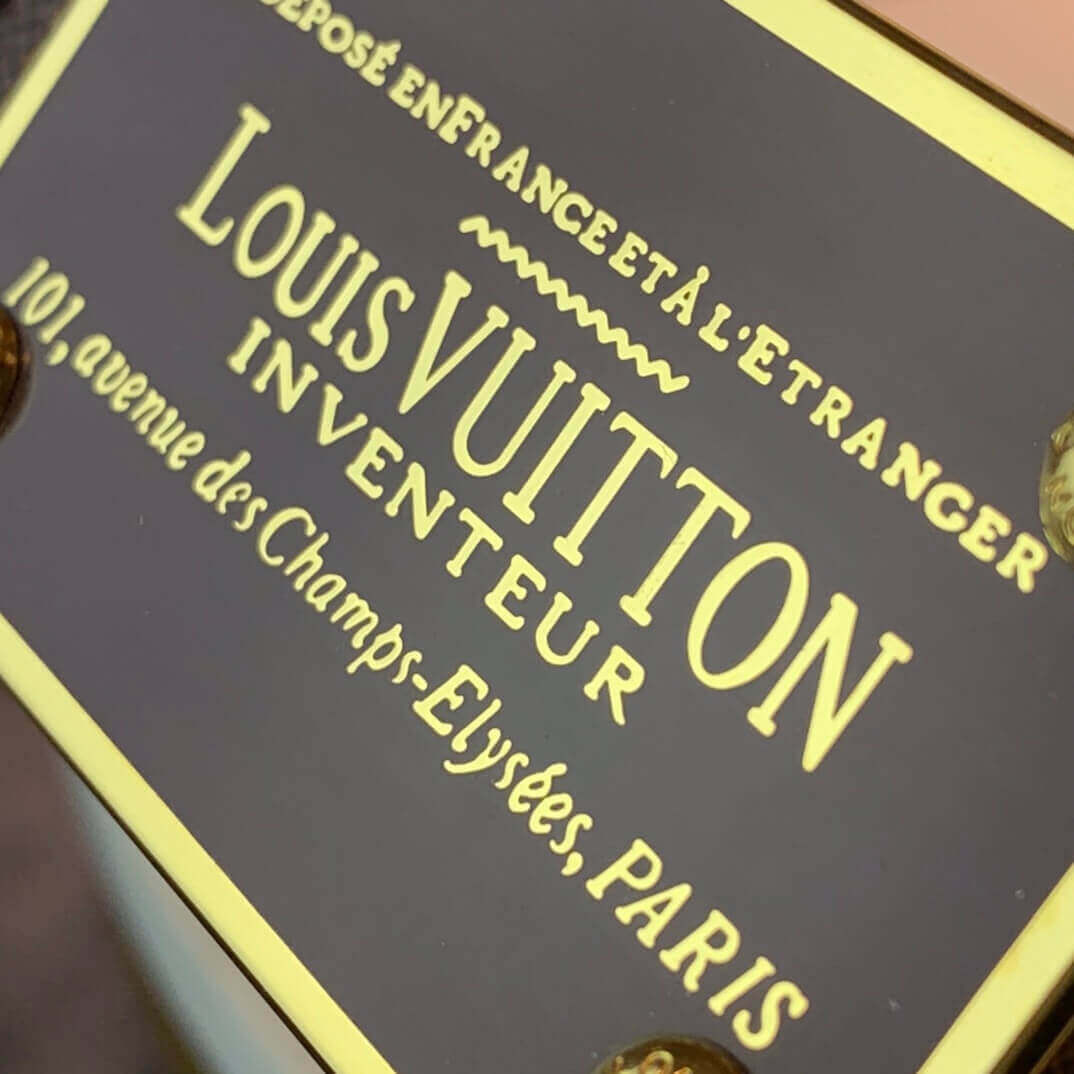 DÉPOSÉ EN FRANCE ET À L'ETRANGER
LOUIS VUITTON
INVENTEUR
101, avenue des Champs-Elysées, PARIS